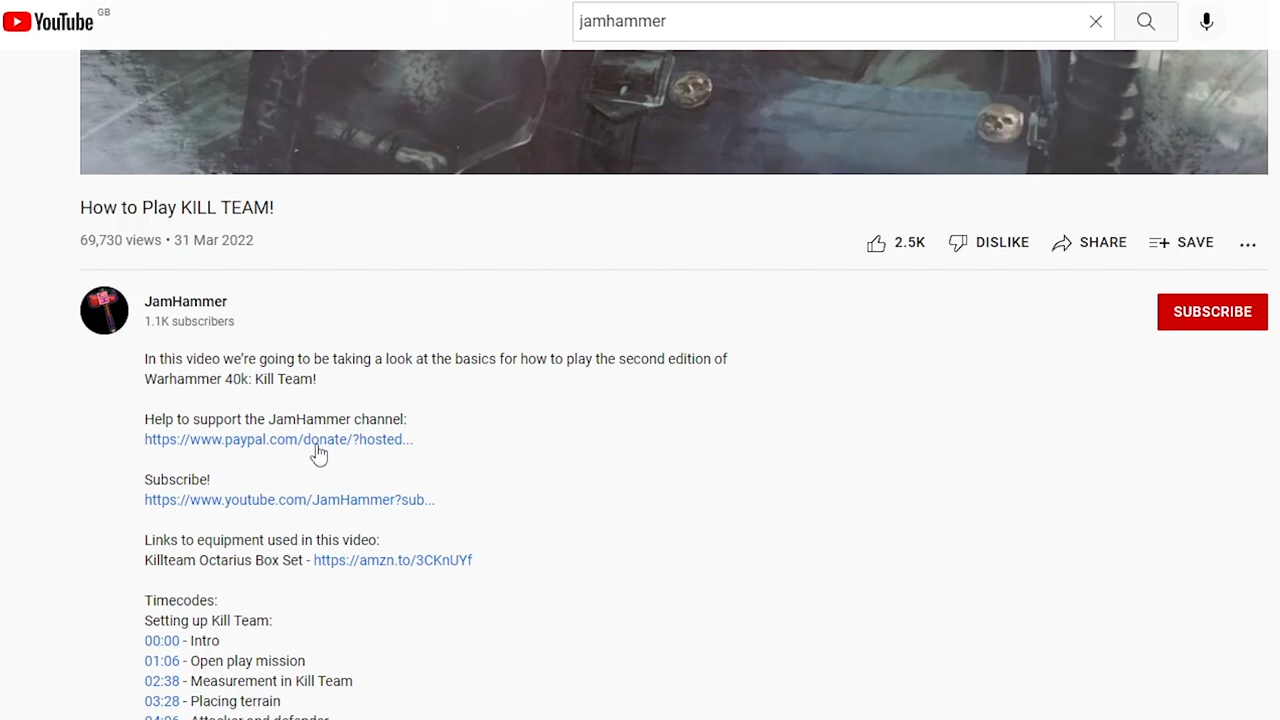 YouTube GB
jamhammer
How to Play KILL TEAM!
69,730 views • 31 Mar 2022
2.5K DISLIKE SHARE SAVE ...
JamHammer
1.1K subscribers
SUBSCRIBE
In this video we're going to be taking a look at the basics for how to play the second edition of
Warhammer 40k: Kill Team!
Help to support the JamHammer channel:
https://www.paypal.com/donate/?hosted...
Subscribe!
https://www.youtube.com/JamHammer?sub...
Links to equipment used in this video:
Killteam Octarius Box Set - https://amzn.to/3CKnUYf
Timecodes:
Setting up Kill Team:
00:00 - Intro
01:06 - Open play mission
02:38 - Measurement in Kill Team
03:28 - Placing terrain
04:06 - Attacker and defender